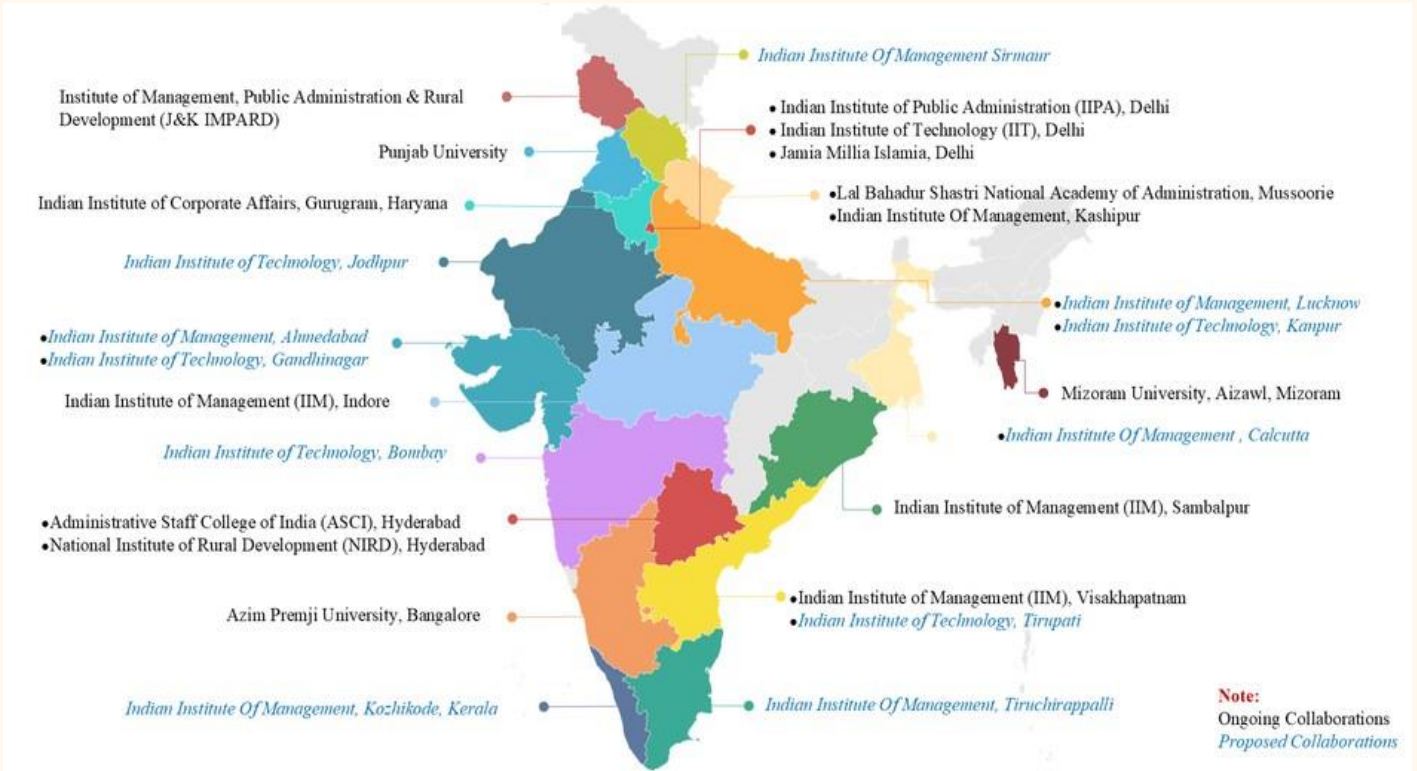 Indian Institute Of Management Sirmaur
Institute of Management, Public Administration & Rural
Development (J&K IMPARD)
• Indian Institute of Public Administration (IIPA), Delhi
• Indian Institute of Technology (IIT), Delhi
• Jamia Millia Islamia, Delhi
Punjab University
•Lal Bahadur Shastri National Academy of Administration, Mussoorie
•Indian Institute Of Management, Kashipur
Indian Institute of Corporate Affairs, Gurugram, Haryana
Indian Institute of Technology, Jodhpur
•Indian Institute of Management, Lucknow
•Indian Institute of Technology, Kanpur
•Indian Institute of Management, Ahmedabad
•Indian Institute of Technology, Gandhinagar
Mizoram University, Aizawl, Mizoram
Indian Institute of Management (IIM), Indore
•Indian Institute Of Management , Calcutta
Indian Institute of Technology, Bombay
Indian Institute of Management (IIM), Sambalpur
•Administrative Staff College of India (ASCI), Hyderabad
•National Institute of Rural Development (NIRD), Hyderabad
•Indian Institute of Management (IIM), Visakhapatnam
•Indian Institute of Technology, Tirupati
Azim Premji University, Bangalore
Indian Institute Of Management, Kozhikode, Kerala
Indian Institute Of Management, Tiruchirappalli
Note:
Ongoing Collaborations
Proposed Collaborations